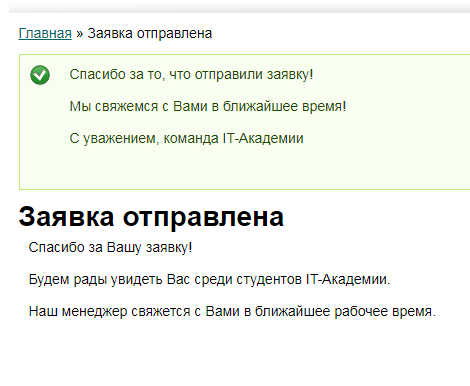 Главная » Заявка отправлена
Спасибо за то, что отправили заявку!
Мы свяжемся с Вами в ближайшее время!
С уважением, команда IT-Академии
Заявка отправлена
Спасибо за Вашу заявку!
Будем рады увидеть Вас среди студентов IT-Академии.
Наш менеджер свяжется с Вами в ближайшее рабочее время.